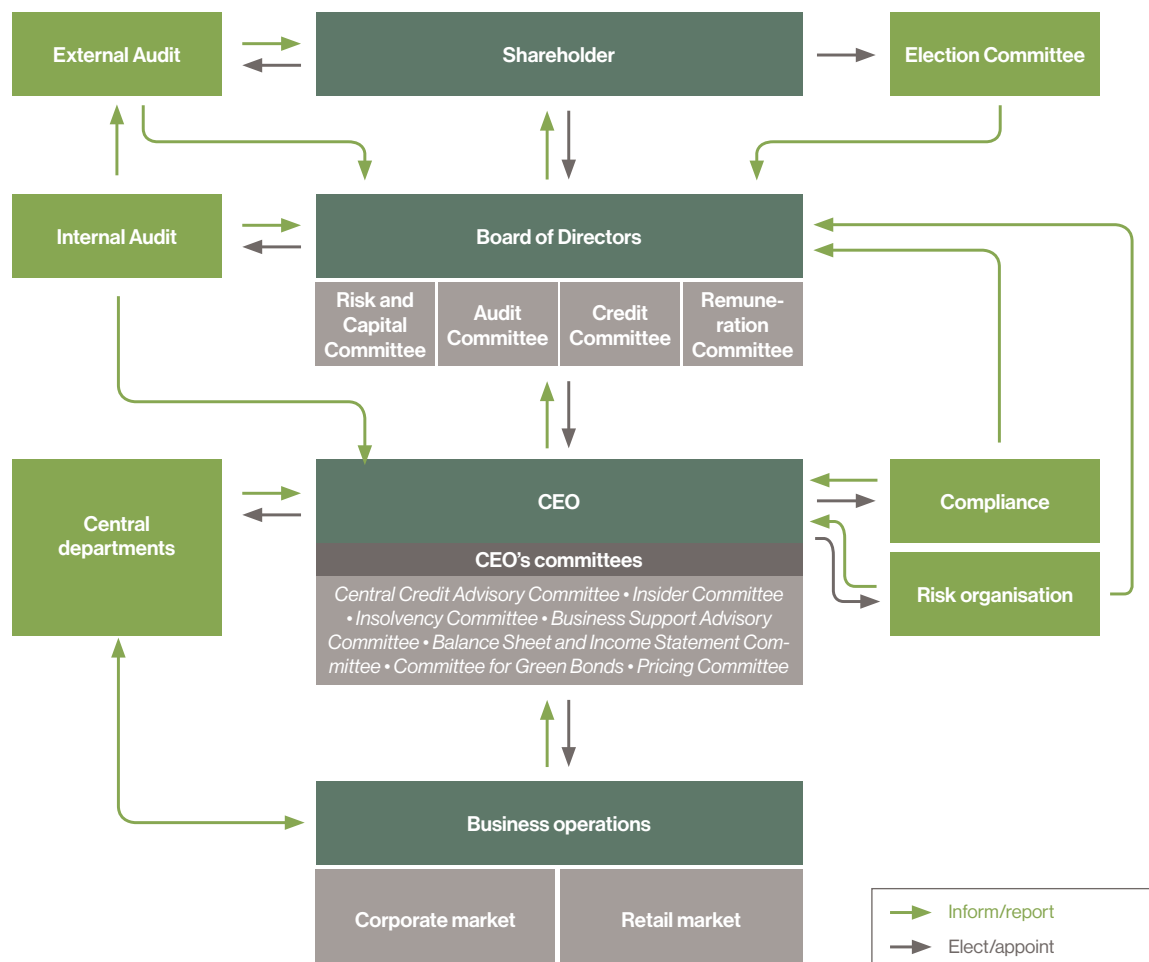 External Audit
Shareholder
Election Committee
Internal Audit
Board of Directors
Risk and
Capital
Committee
Audit
Committee
Credit
Committee
Remune-
ration
Committee
Central
departments
CEO
Compliance
CEO’s committees
Central Credit Advisory Committee • Insider Committee
• Insolvency Committee • Business Support Advisory
Committee • Balance Sheet and Income Statement Com-
mittee • Committee for Green Bonds • Pricing Committee
Risk organisation
Business operations
Corporate market
Retail market
Inform/report
Elect/appoint